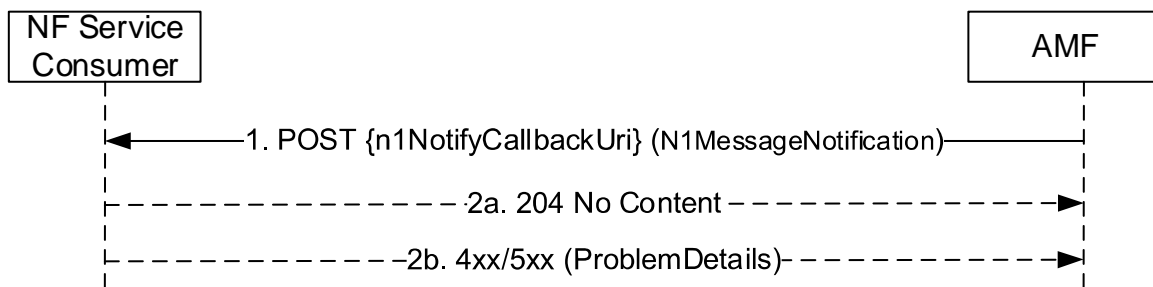 NF Service
Consumer
AMF
1. POST {n1NotifyCallbackUri} (N1MessageNotification)
2a. 204 No Content
2b. 4xx/5xx (ProblemDetails)